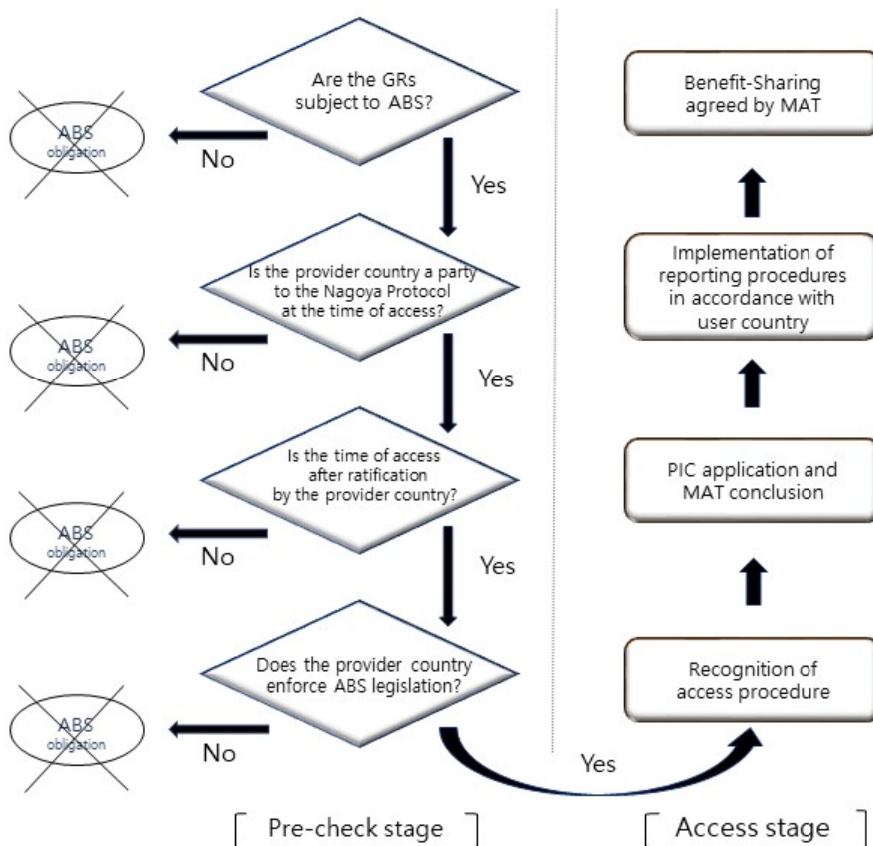 Are the GRs
subject to ABS?
ABS
obligation
No
Yes
Is the provider country a party
to the Nagoya Protocol
at the time of access?
ABS
obligation
No
Yes
Is the time of access
after ratification
by the provider country?
ABS
obligation
No
Yes
Does the provider country
enforce ABS legislation?
ABS
obligation
No
Yes
[ Pre-check stage ]
Benefit-Sharing
agreed by MAT
Implementation of
reporting procedures
in accordance with
user country
PIC application and
MAT conclusion
Recognition of
access procedure
[ Access stage ]